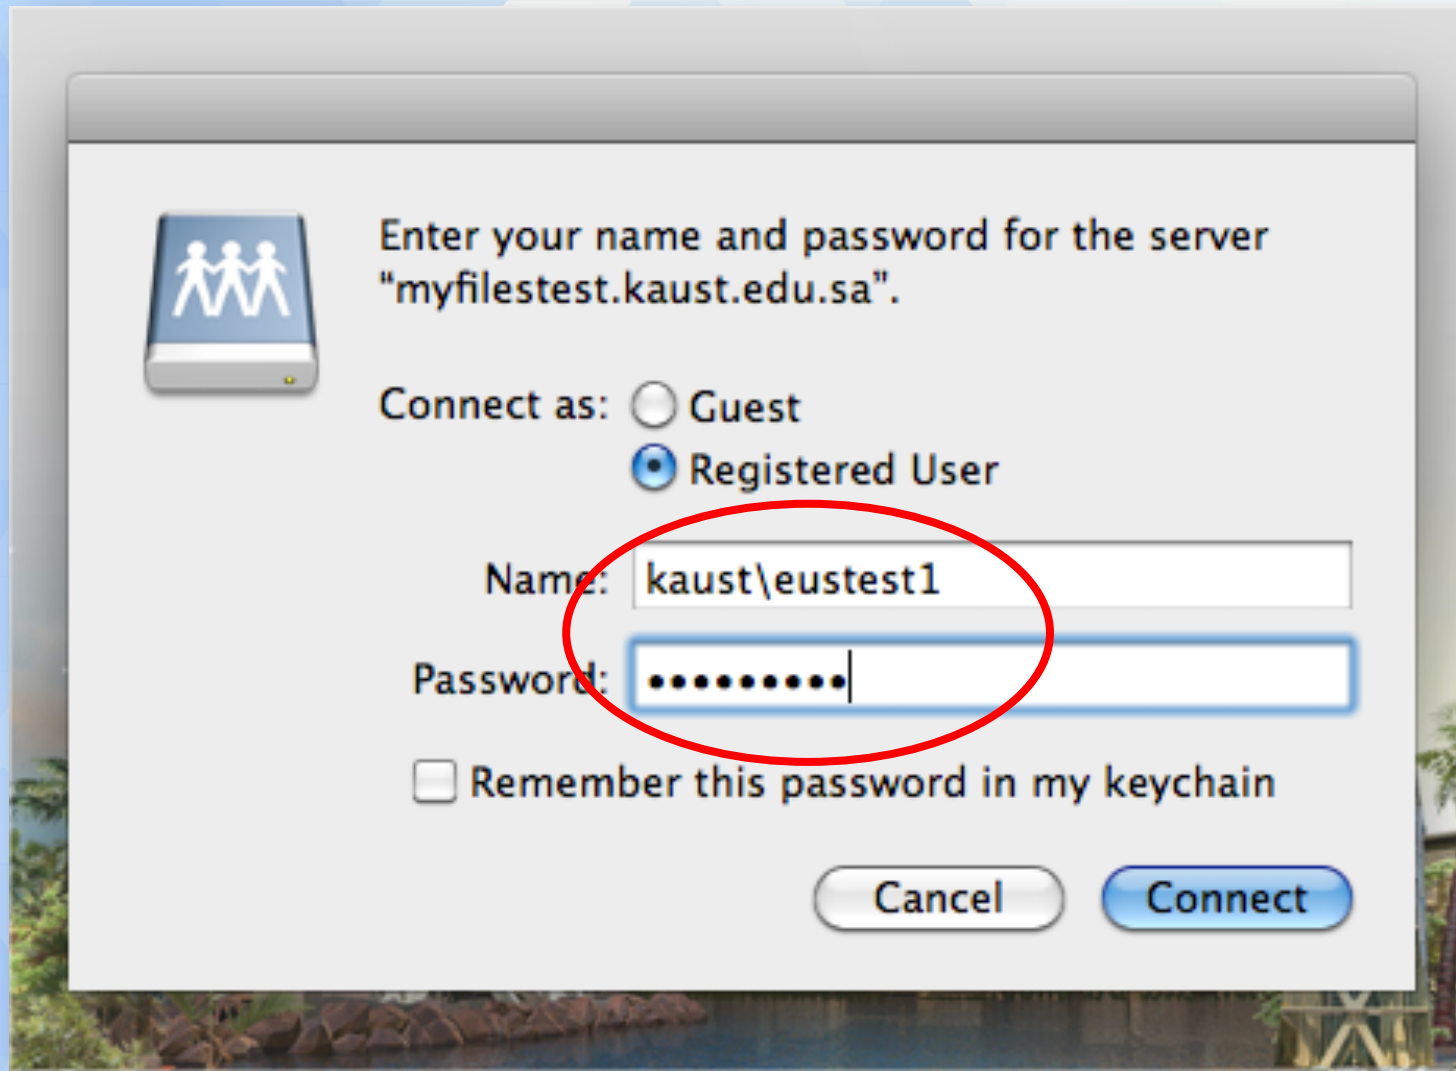 Enter your name and password for the server
“myfilestest.kaust.edu.sa”.
Connect as: Guest
Registered User
Name: kaust\eustest1
Password: •••••••••
Remember this password in my keychain
Cancel Connect